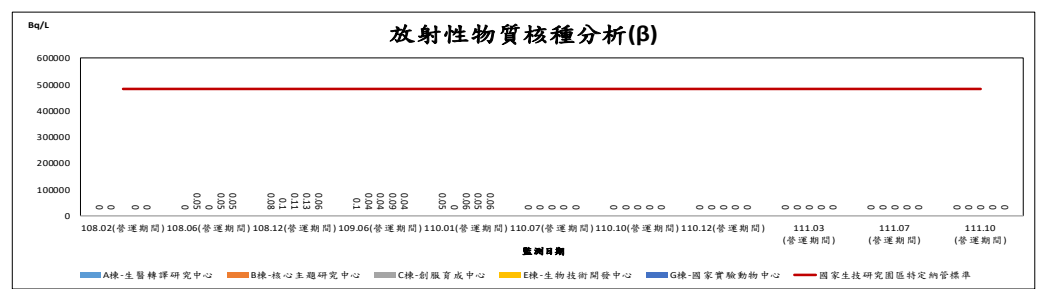 Bq/L
放射性物質核種分析(β)
600000
500000
400000
300000
200000
100000
0
0 0 0 0
0 0.05 0 0.05 0.05
0.08 0.1 0.11 0.13 0.06
0.1 0.04 0.04 0.09 0.04
0.05 0 0.06 0.05 0.06
0 0 0 0 0
0 0 0 0 0
0 0 0 0 0
0 0 0 0 0
0 0 0 0 0
0 0 0 0 0
108.02(營運期間) 108.06(營運期間) 108.12(營運期間) 109.06(營運期間) 110.01(營運期間) 110.07(營運期間) 110.10(營運期間) 110.12(營運期間) 111.03 111.07 111.10
(營運期間) (營運期間) (營運期間)
監測日期
A棟-生醫轉譯研究中心 B棟-核心主題研究中心 C棟-創服育成中心 E棟-生物技術開發中心 G棟-國家實驗動物中心 國家生技研究園區特定納管標準